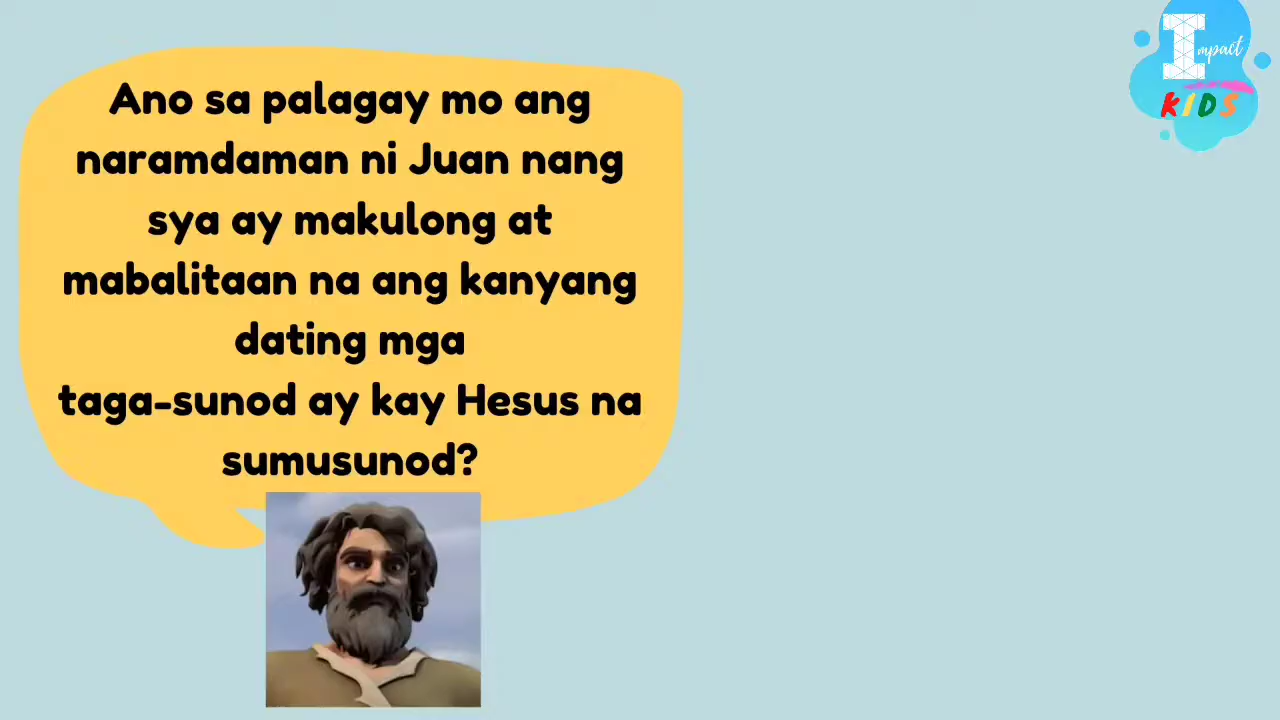 Ano sa palagay mo ang
naramdaman ni Juan nang
sya ay makulong at
mabalitaan na ang kanyang
dating mga
taga-sunod ay kay Hesus na
sumusunod?
Impact
KIDS